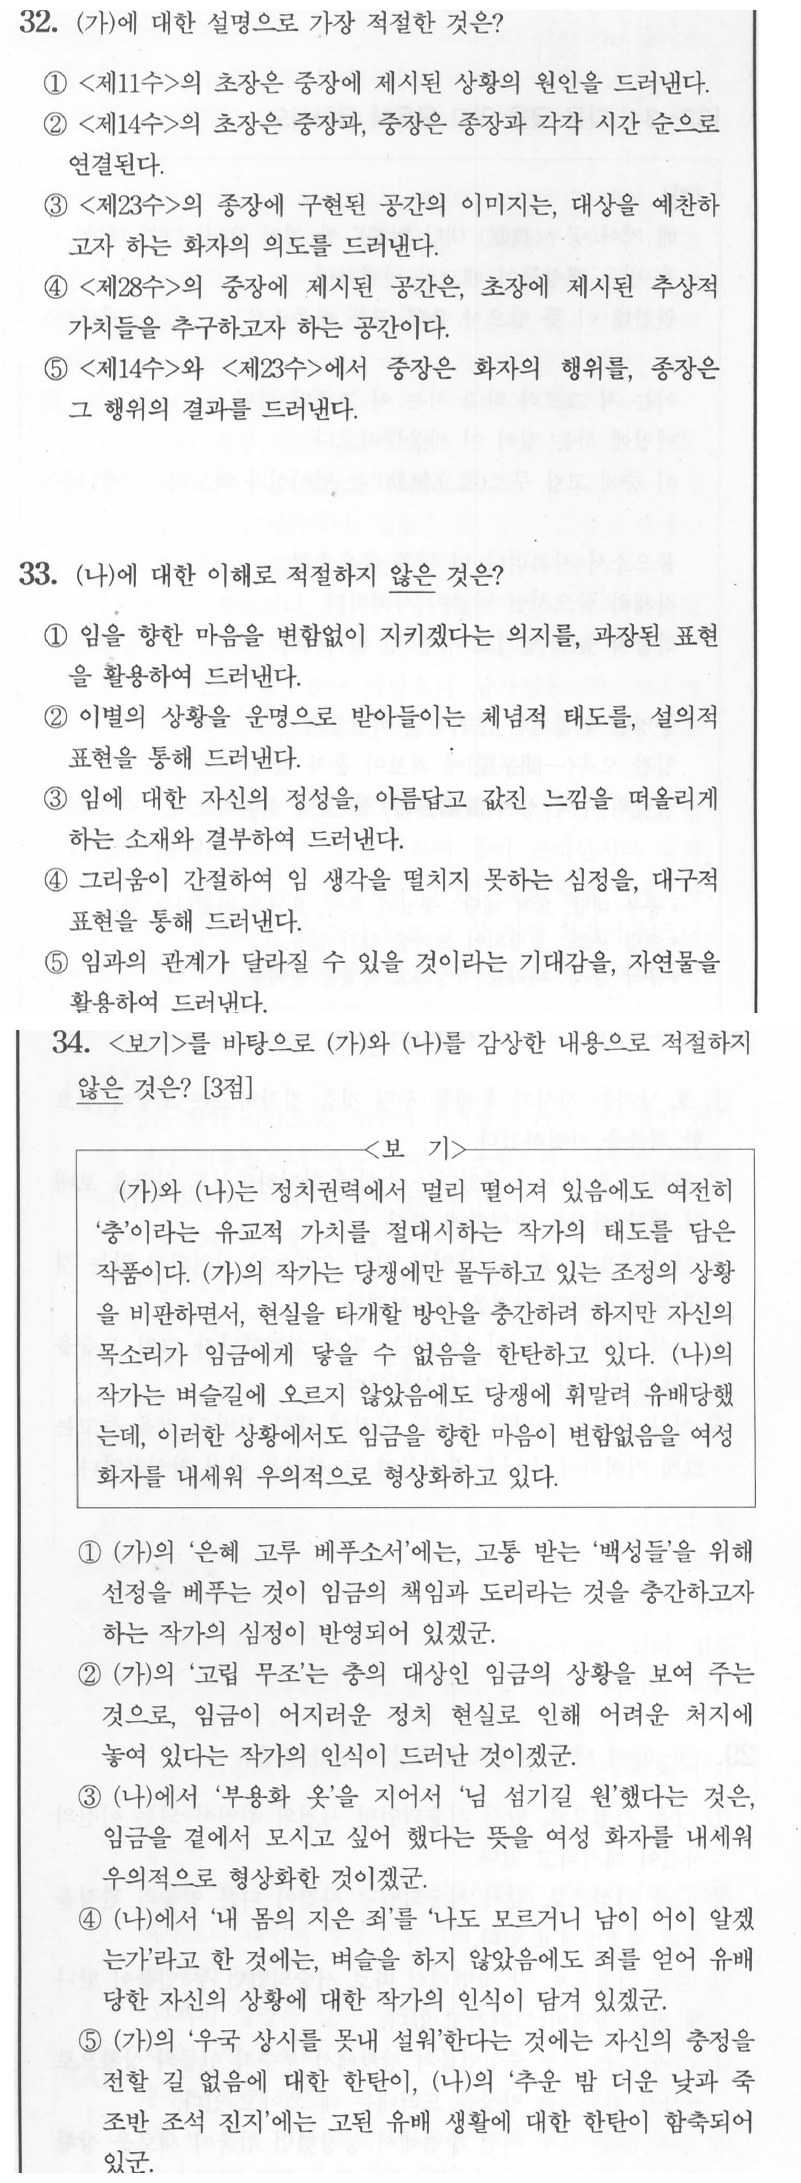 32. (가)에 대한 설명으로 가장 적절한 것은?
① <제11수>의 초장은 중장에 제시된 상황의 원인을 드러낸다.
② <제14수>의 초장은 중장과, 중장은 종장과 각각 시간 순으로
연결된다.
③ <제23수>의 종장에 구현된 공간의 이미지는, 대상을 예찬하
고자 하는 화자의 의도를 드러낸다.
④ <제28수>의 중장에 제시된 공간은, 초장에 제시된 추상적
가치들을 추구하고자 하는 공간이다.
⑤ <제14수>와 <제23수>에서 중장은 화자의 행위를, 종장은
그 행위의 결과를 드러낸다.
33. (나)에 대한 이해로 적절하지 않은 것은?
① 임을 향한 마음을 변함없이 지키겠다는 의지를, 과장된 표현
을 활용하여 드러낸다.
② 이별의 상황을 운명으로 받아들이는 체념적 태도를, 설의적
표현을 통해 드러낸다.
③ 임에 대한 자신의 정성을, 아름답고 값진 느낌을 떠올리게
하는 소재와 결부하여 드러낸다.
④ 그리움이 간절하여 임 생각을 떨치지 못하는 심정을, 대구적
표현을 통해 드러낸다.
⑤ 임과의 관계가 달라질 수 있을 것이라는 기대감을, 자연물을
활용하여 드러낸다.
34. <보기>를 바탕으로 (가)와 (나)를 감상한 내용으로 적절하지
않은 것은? [3점]
<보 기>
(가)와 (나)는 정치권력에서 멀리 떨어져 있음에도 여전히
‘충’이라는 유교적 가치를 절대시하는 작가의 태도를 담은
작품이다. (가)의 작가는 당쟁에만 몰두하고 있는 조정의 상황
을 비판하면서, 현실을 타개할 방안을 충간하려 하지만 자신의
목소리가 임금에게 닿을 수 없음을 한탄하고 있다. (나)의
작가는 벼슬길에 오르지 않았음에도 당쟁에 휘말려 유배당했
는데, 이러한 상황에서도 임금을 향한 마음이 변함없음을 여성
화자를 내세워 우의적으로 형상화하고 있다.
① (가)의 ‘은혜 고루 베푸소서’에는, 고통 받는 ‘백성들’을 위해
선정을 베푸는 것이 임금의 책임과 도리라는 것을 충간하고자
하는 작가의 심정이 반영되어 있겠군.
② (가)의 ‘고립 무조’는 충의 대상인 임금의 상황을 보여 주는
것으로, 임금이 어지러운 정치 현실로 인해 어려운 처지에
놓여 있다는 작가의 인식이 드러난 것이겠군.
③ (나)에서 ‘부용화 옷’을 지어서 ‘님 섬기길 원’했다는 것은,
임금을 곁에서 모시고 싶어 했다는 뜻을 여성 화자를 내세워
우의적으로 형상화한 것이겠군.
④ (나)에서 ‘내 몸의 지은 죄’를 ‘나도 모르거니 남이 어이 알겠
는가’라고 한 것에는, 벼슬을 하지 않았음에도 죄를 얻어 유배
당한 자신의 상황에 대한 작가의 인식이 담겨 있겠군.
⑤ (가)의 ‘우국 상시를 못내 설워’한다는 것에는 자신의 충정을
전할 길 없음에 대한 한탄이, (나)의 ‘추운 밤 더운 낮과 죽
조반 조석 진지’에는 고된 유배 생활에 대한 한탄이 함축되어
있군.